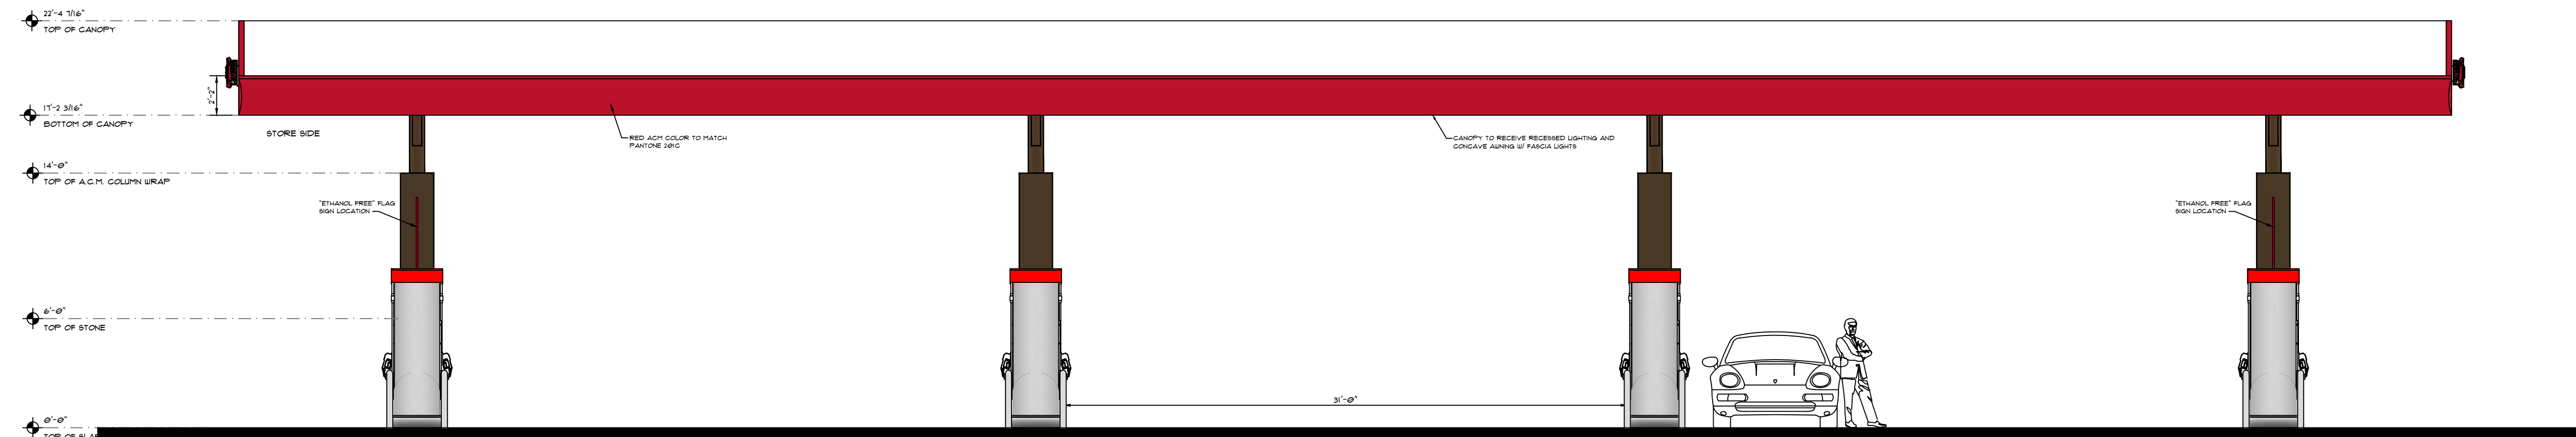 22'-4 7/16"
TOP OF CANOPY
2'-2"
17'-2 3/16"
BOTTOM OF CANOPY
STORE SIDE
RED ACM COLOR TO MATCH
PANTONE 201C
CANOPY TO RECEIVE RECESSED LIGHTING AND
CONCAVE AWNING W/ FASCIA LIGHTS
14'-0"
TOP OF A.C.M. COLUMN WRAP
"ETHANOL FREE" FLAG
SIGN LOCATION
"ETHANOL FREE" FLAG
SIGN LOCATION
6'-0"
TOP OF STONE
31'-0"
0'-0"
TOP OF SLAB